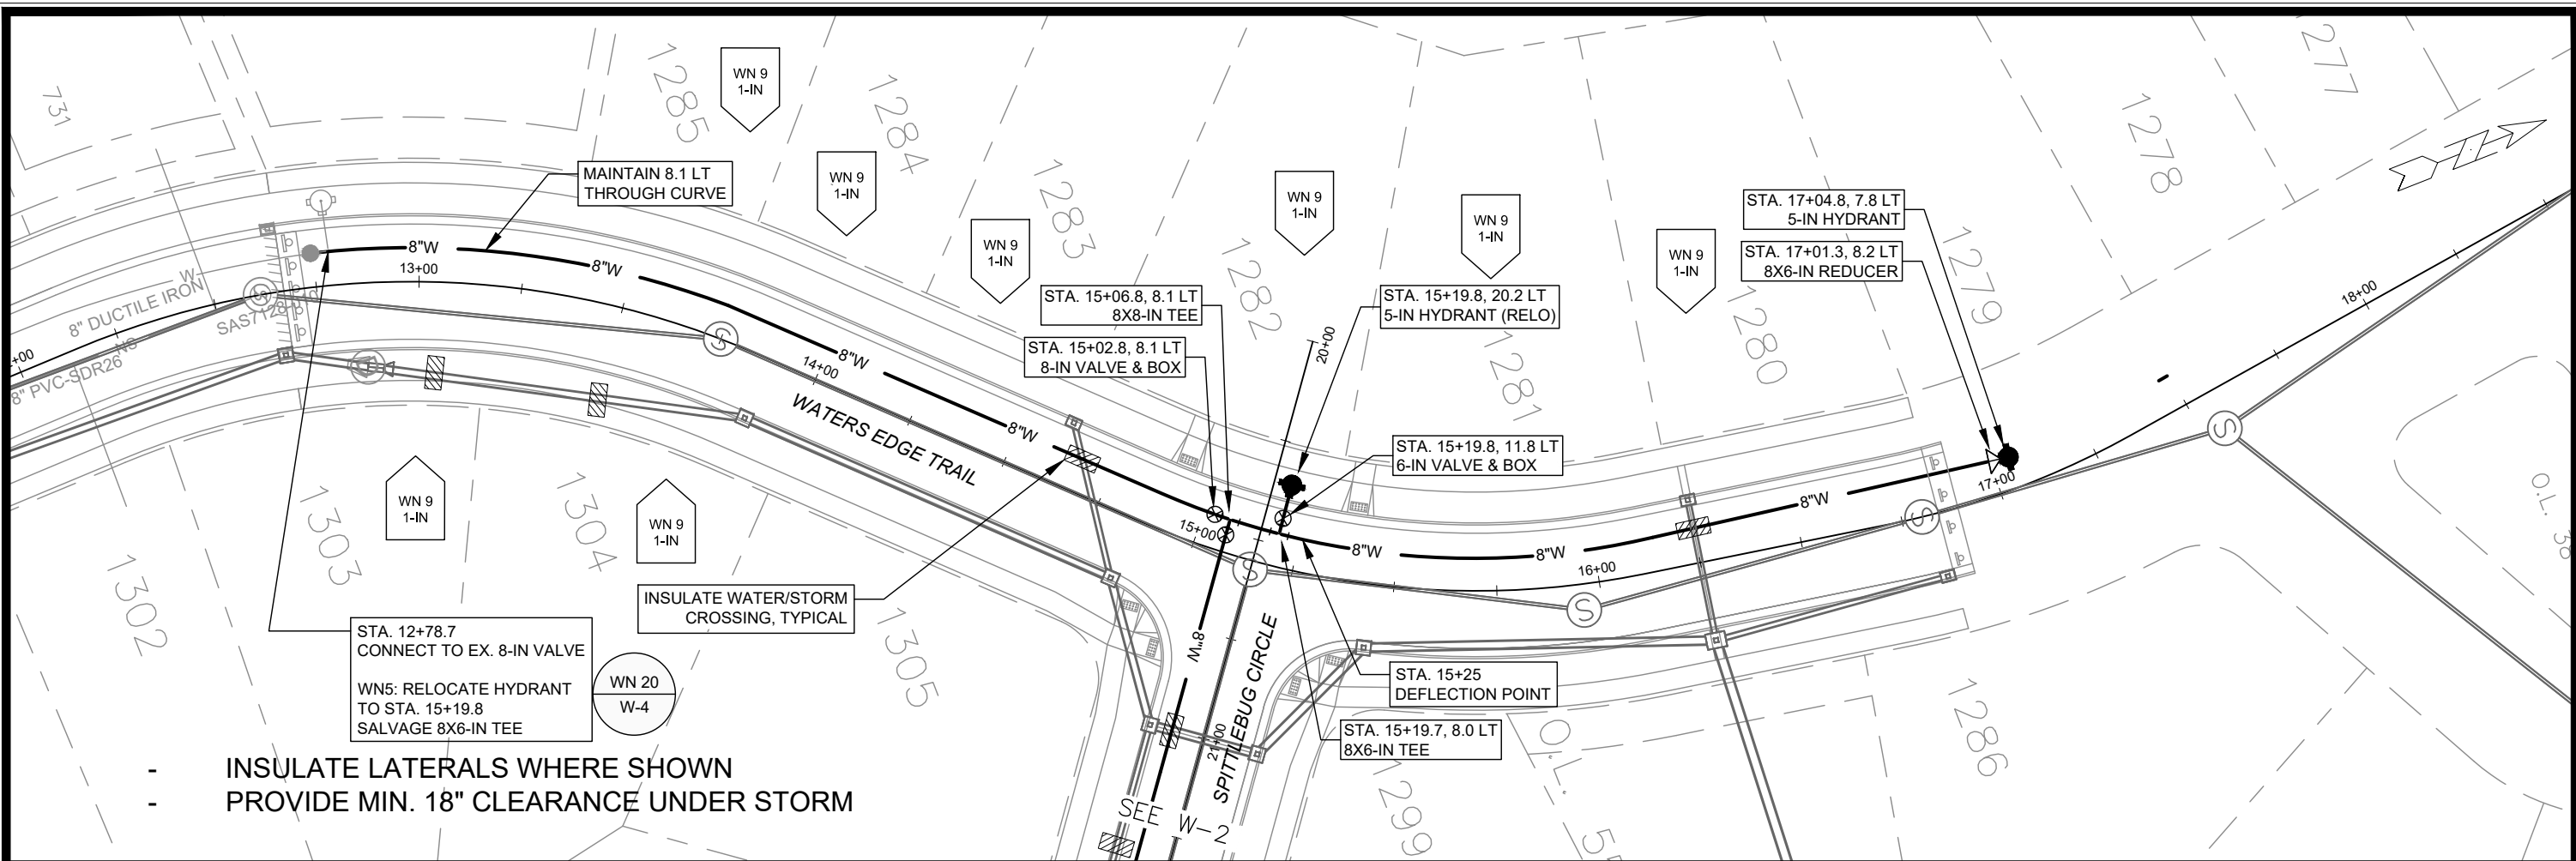 731
1285
WN 9
1-IN
1284
WN 9
1-IN
1283
WN 9
1-IN
1282
WN 9
1-IN
1281
WN 9
1-IN
1280
WN 9
1-IN
1279
1278
1277
MAINTAIN 8.1 LT
THROUGH CURVE
STA. 17+04.8, 7.8 LT
5-IN HYDRANT
STA. 17+01.3, 8.2 LT
8X6-IN REDUCER
STA. 15+06.8, 8.1 LT
8X8-IN TEE
STA. 15+02.8, 8.1 LT
8-IN VALVE & BOX
STA. 15+19.8, 20.2 LT
5-IN HYDRANT (RELO)
STA. 15+19.8, 11.8 LT
6-IN VALVE & BOX
20+00
18+00
8"W
13+00
8"W
8"W
14+00
8"W
15+00
8"W
8"W
16+00
8"W
17+00
W
8" DUCTILE IRON
8" PVC-SDR26
+00
S
S
S
S
S
S
WATERS EDGE TRAIL
8"W
SPITTLEBUG CIRCLE
21+00
1302
1303
WN 9
1-IN
1304
WN 9
1-IN
1305
INSULATE WATER/STORM
CROSSING, TYPICAL
STA. 12+78.7
CONNECT TO EX. 8-IN VALVE
WN5: RELOCATE HYDRANT
TO STA. 15+19.8
SALVAGE 8X6-IN TEE
WN 20
W-4
STA. 15+25
DEFLECTION POINT
STA. 15+19.7, 8.0 LT
8X6-IN TEE
1299
O.L.
1286
O.L. 38
SEE W-2
- INSULATE LATERALS WHERE SHOWN
- PROVIDE MIN. 18" CLEARANCE UNDER STORM